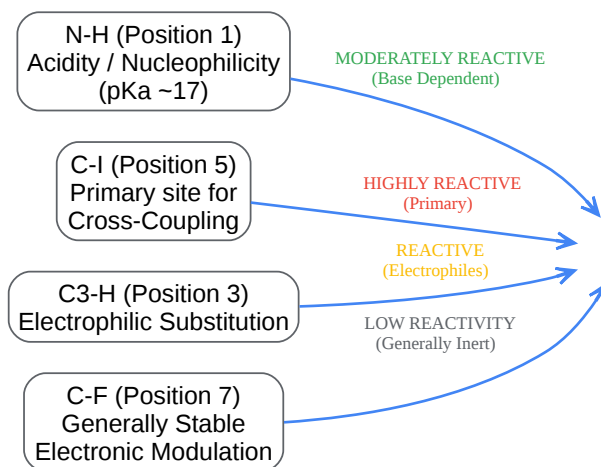 N-H (Position 1)
Acidity / Nucleophilicity
(pKa ~17)
MODERATELY REACTIVE
(Base Dependent)
C-I (Position 5)
Primary site for
Cross-Coupling
HIGHLY REACTIVE
(Primary)
REACTIVE
(Electrophiles)
C3-H (Position 3)
Electrophilic Substitution
LOW REACTIVITY
(Generally Inert)
C-F (Position 7)
Generally Stable
Electronic Modulation